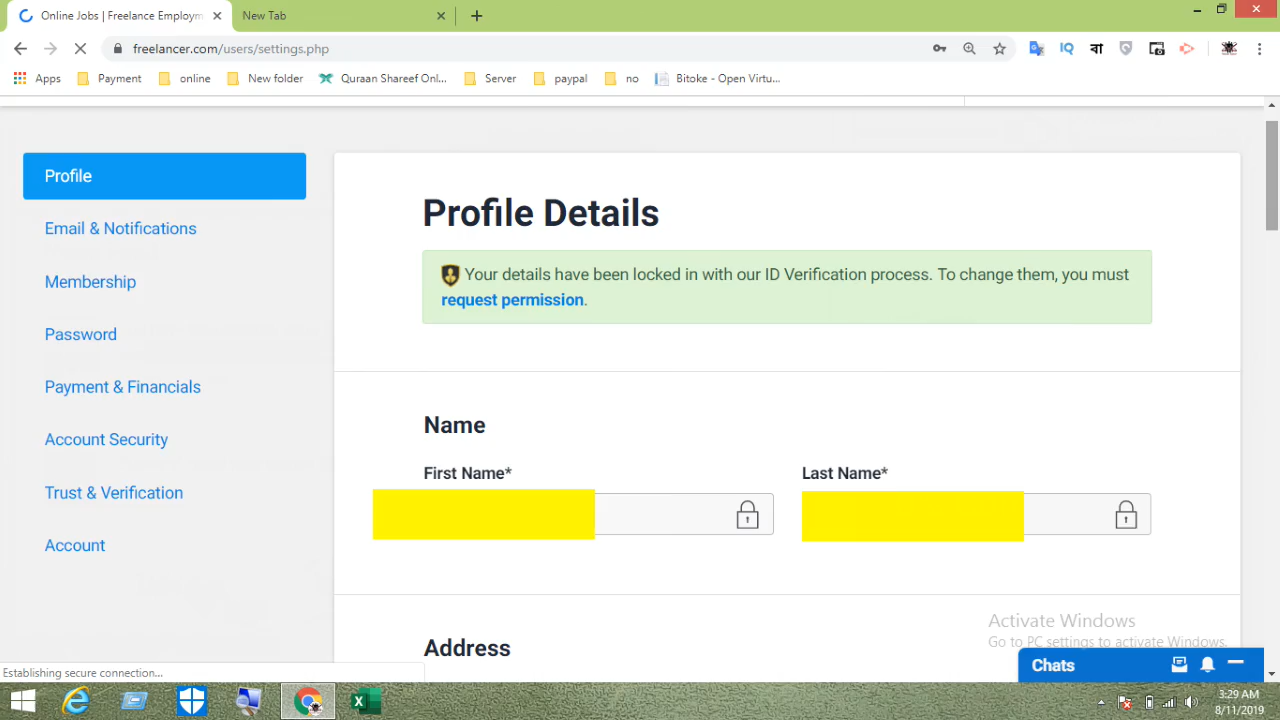 Online Jobs | Freelance Employm
New Tab
freelancer.com/users/settings.php
IQ
বা
Apps
Payment
online
New folder
Quraan Shareef Onl...
Server
paypal
no
Bitoke - Open Virtu...
Profile
Email & Notifications
Membership
Password
Payment & Financials
Account Security
Trust & Verification
Account
Profile Details
Your details have been locked in with our ID Verification process. To change them, you must
request permission.
Name
First Name*
Last Name*
Address
Activate Windows
Go to PC settings to activate Windows.
Chats
Establishing secure connection...
3:29 AM
8/11/2019